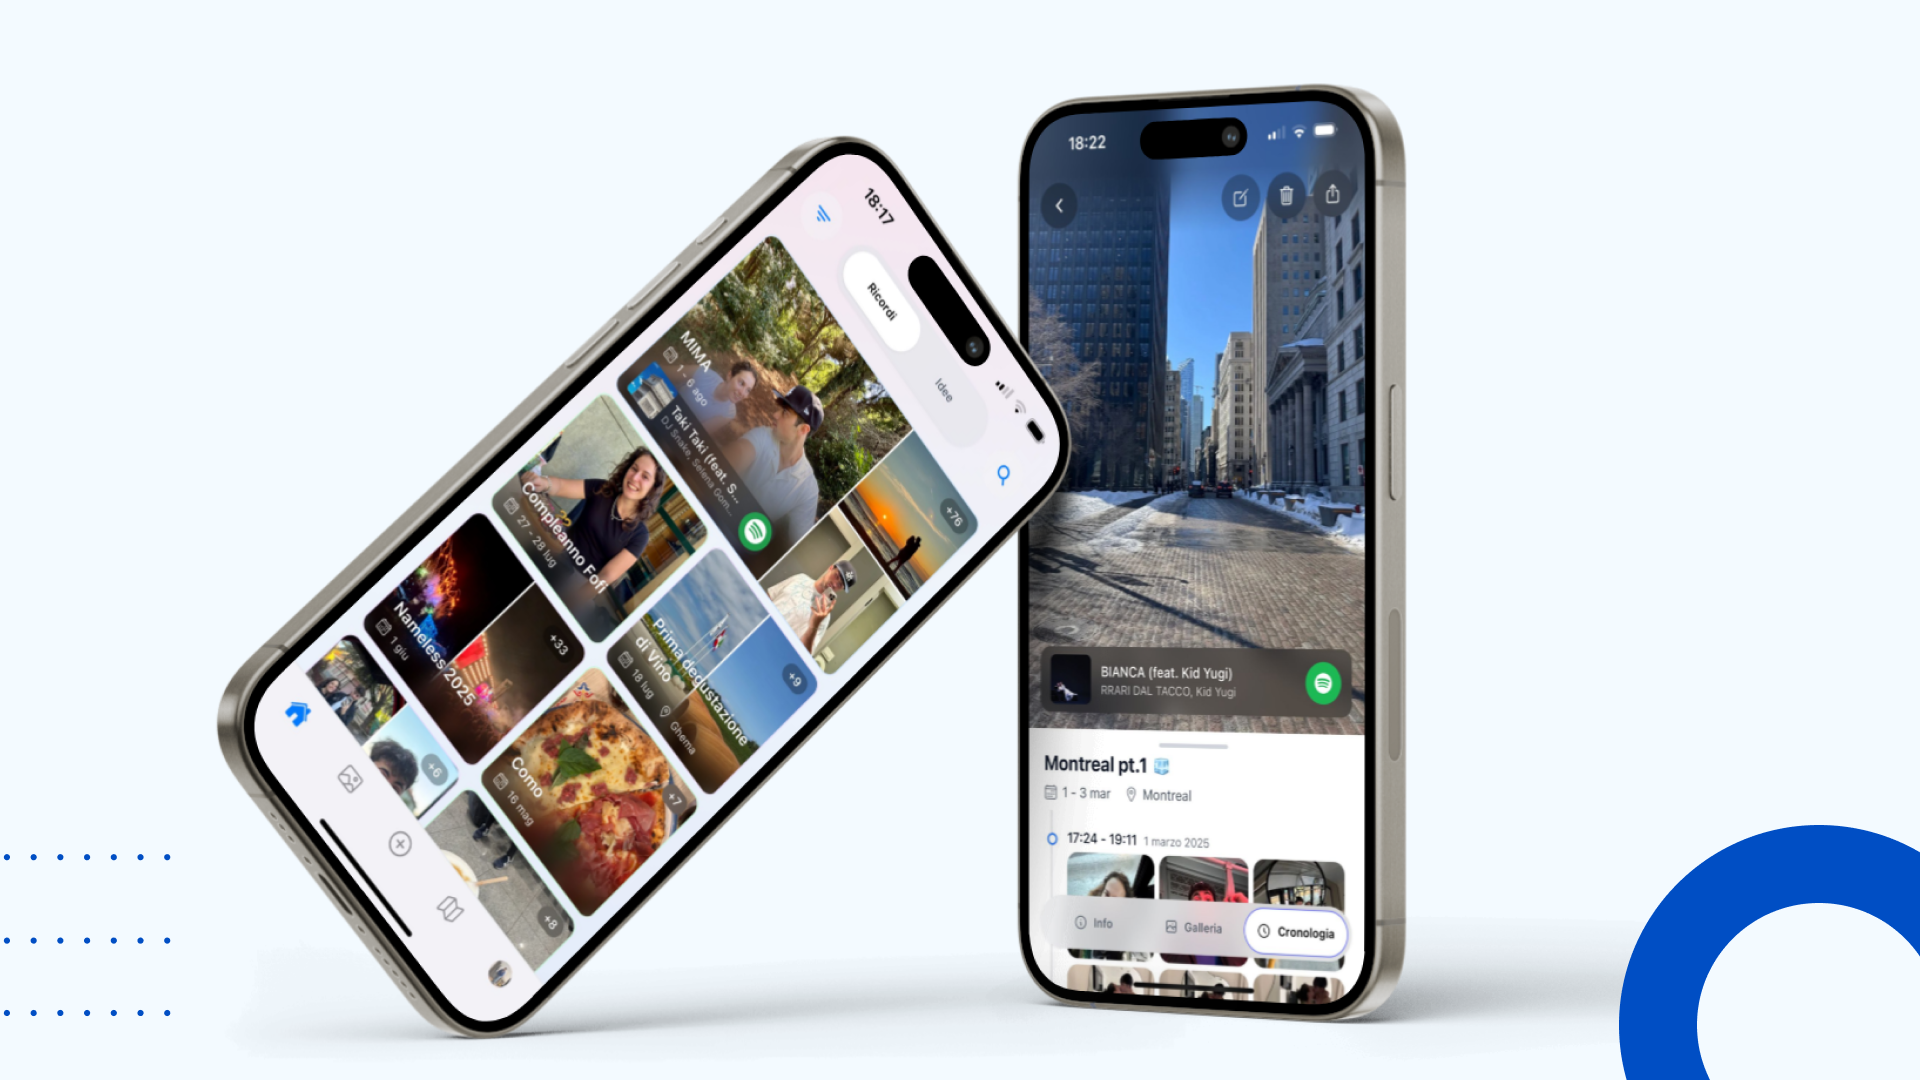 18:17
Ricordi
Idee
MIMA
1 - 6 ago
Taki Taki (feat. S...
DJ Snake, Selena Gom...
+76
Compleanno Fofi
27 - 28 lug
Prima degustazione
di Vino
18 lug
Ghema
+9
Nameless 2025
1 giu
+33
Como
16 mag
+7
+6
+8
18:22
BIANCA (feat. Kid Yugi)
RRARI DAL TACCO, Kid Yugi
Montreal pt.1
1 - 3 mar Montreal
17:24 - 19:11 1 marzo 2025
Info Galleria Cronologia